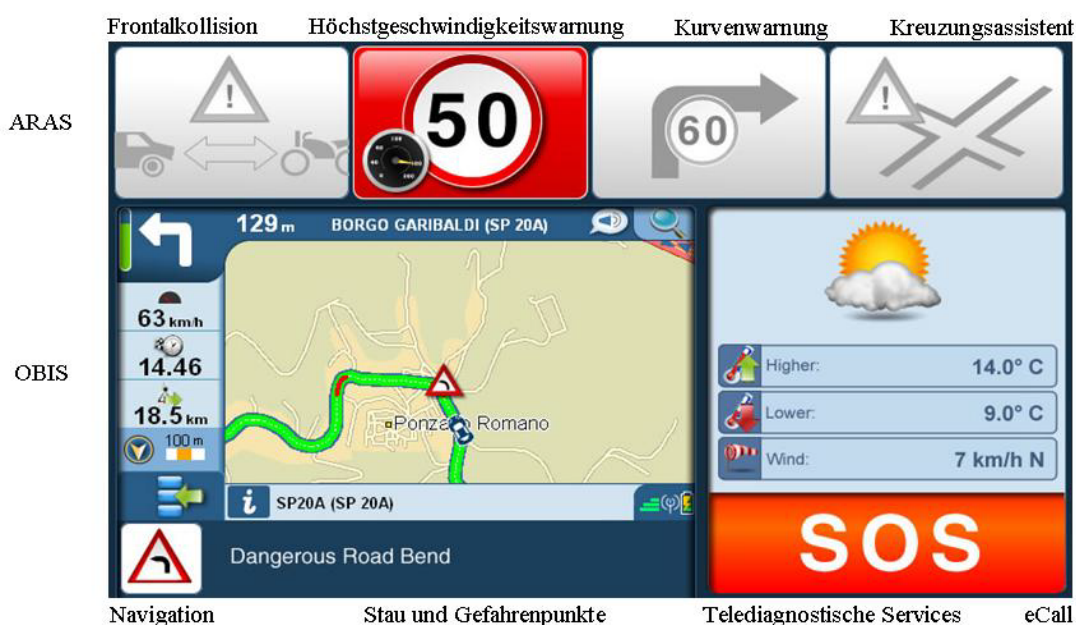 Frontalkollision Höchstgeschwindigkeitswarnung Kurvenwarnung Kreuzungsassistent
ARAS
! 50 60 !
129 m BORGO GARIBALDI (SP 20A)
63 km/h
14.46
18.5 km
100 m
Romano
SP20A (SP 20A)
Dangerous Road Bend
OBIS
Higher: 14.0° C
Lower: 9.0° C
Wind: 7 km/h N
SOS
Navigation Stau und Gefahrenpunkte Telediagnostische Services eCall